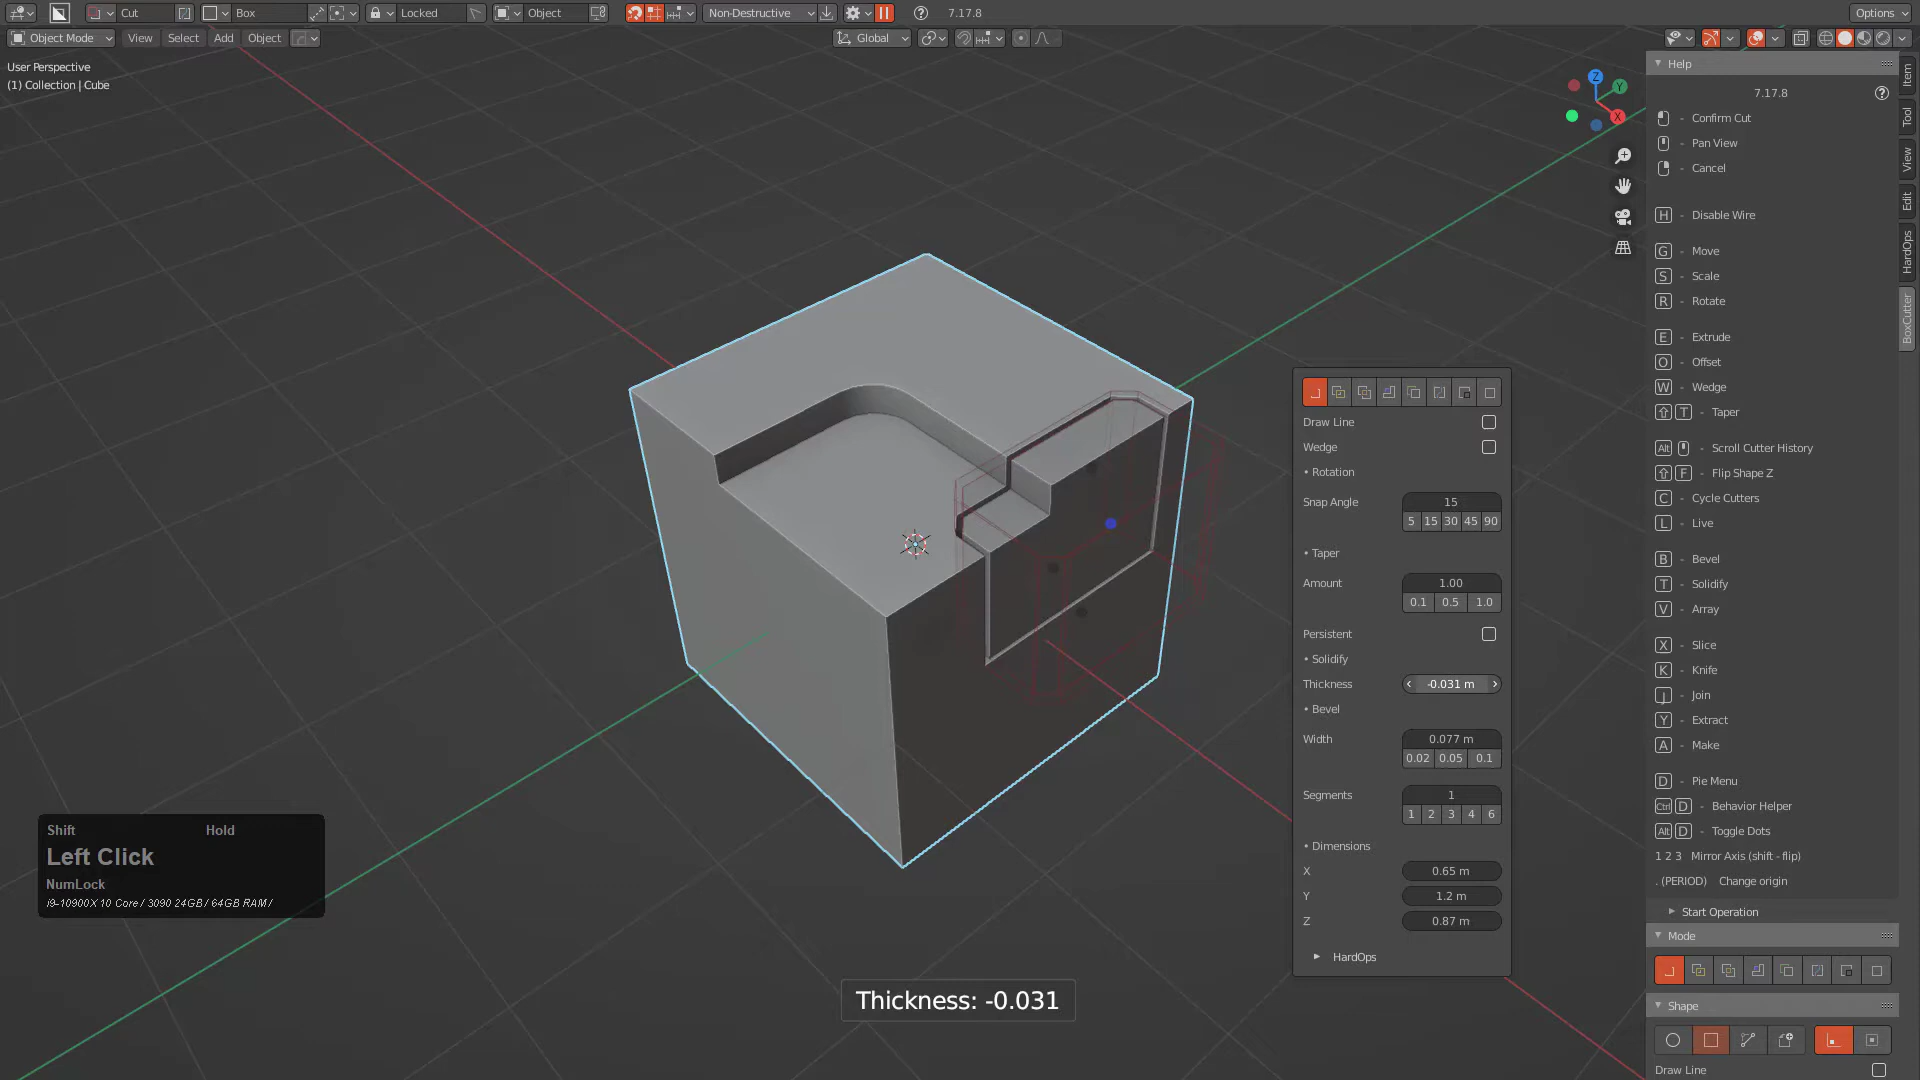 Cut
Box
Locked
Object
Non-Destructive
7.17.8
Options
Object Mode
View
Select
Add
Object
Global
User Perspective
(1) Collection | Cube
Z
Y
X
Help
7.17.8
Confirm Cut
Pan View
Cancel
H - Disable Wire
G - Move
S - Scale
R - Rotate
E - Extrude
O - Offset
W - Wedge
T - Taper
Alt - Scroll Cutter History
F - Flip Shape Z
C - Cycle Cutters
L - Live
B - Bevel
T - Solidify
V - Array
X - Slice
K - Knife
J - Join
Y - Extract
A - Make
D - Pie Menu
Ctrl D - Behavior Helper
Alt D - Toggle Dots
1 2 3 Mirror Axis (shift - flip)
. (PERIOD) Change origin
Start Operation
Mode
Shape
Draw Line
Item
Tool
View
Edit
HardOps
BoxCutter
Draw Line
Wedge
• Rotation
Snap Angle 15
5 15 30 45 90
• Taper
Amount 1.00
0.1 0.5 1.0
Persistent
• Solidify
Thickness -0.031 m
• Bevel
Width 0.077 m
0.02 0.05 0.1
Segments 1
1 2 3 4 6
• Dimensions
X 0.65 m
Y 1.2 m
Z 0.87 m
HardOps
Shift Hold
Left Click
NumLock
i9-10900X 10 Core / 3090 24GB / 64GB RAM /
Thickness: -0.031